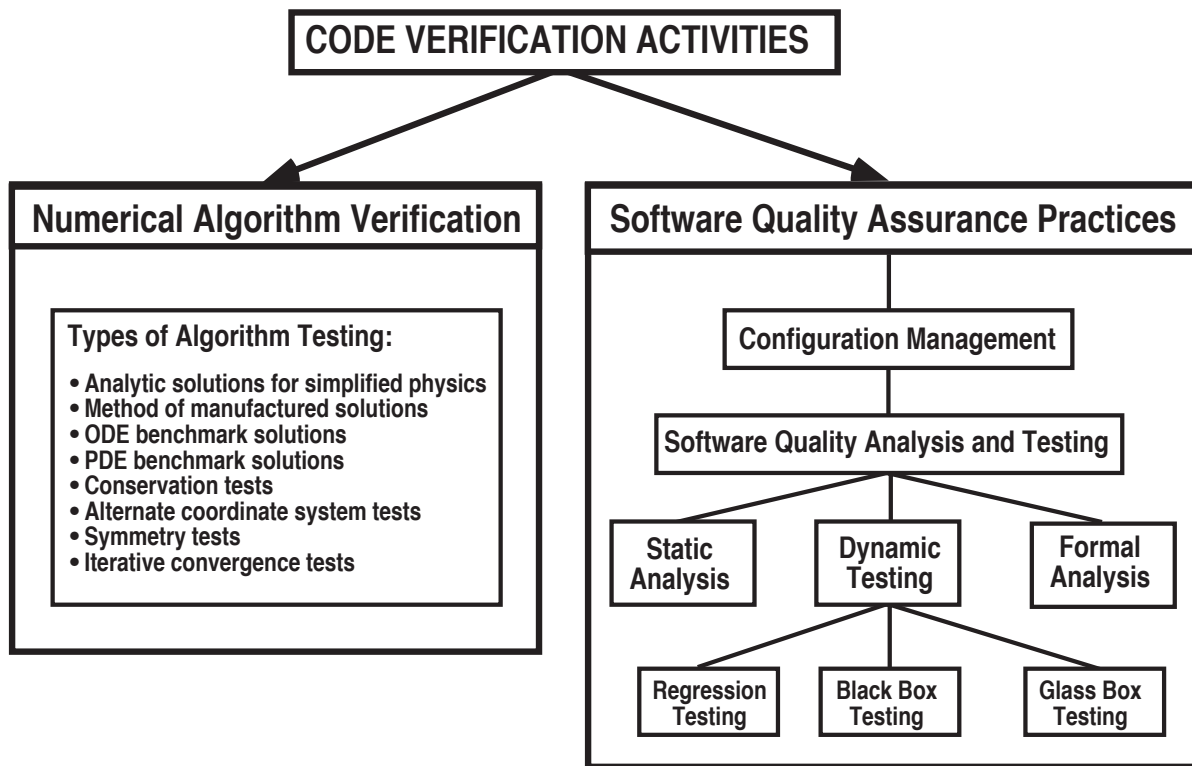 CODE VERIFICATION ACTIVITIES
Numerical Algorithm Verification
Types of Algorithm Testing:
• Analytic solutions for simplified physics
• Method of manufactured solutions
• ODE benchmark solutions
• PDE benchmark solutions
• Conservation tests
• Alternate coordinate system tests
• Symmetry tests
• Iterative convergence tests
Software Quality Assurance Practices
Configuration Management
Software Quality Analysis and Testing
Static
Analysis
Dynamic
Testing
Formal
Analysis
Regression
Testing
Black Box
Testing
Glass Box
Testing